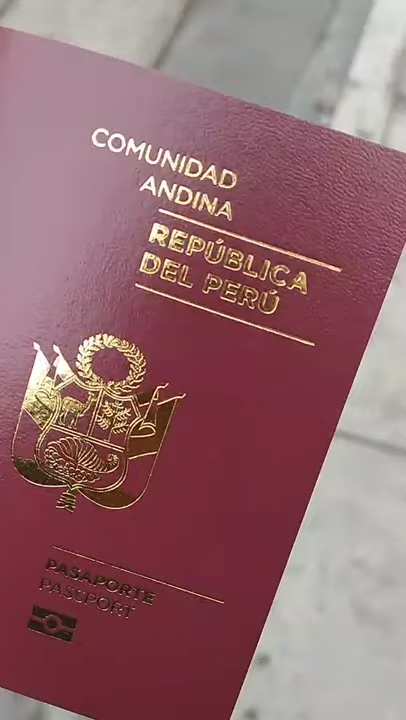 COMUNIDAD
ANDINA
REPÚBLICA
DEL PERÚ
PASAPORTE
PASSPORT